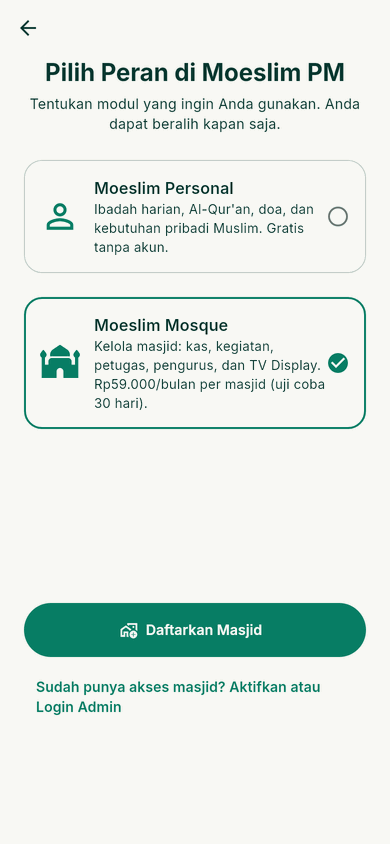 Pilih Peran di Moeslim PM
Tentukan modul yang ingin Anda gunakan. Anda
dapat beralih kapan saja.
Moeslim Personal
Ibadah harian, Al-Qur'an, doa, dan
kebutuhan pribadi Muslim. Gratis
tanpa akun.
Moeslim Mosque
Kelola masjid: kas, kegiatan,
petugas, pengurus, dan TV Display.
Rp59.000/bulan per masjid (uji coba
30 hari).
Daftarkan Masjid
Sudah punya akses masjid? Aktifkan atau
Login Admin